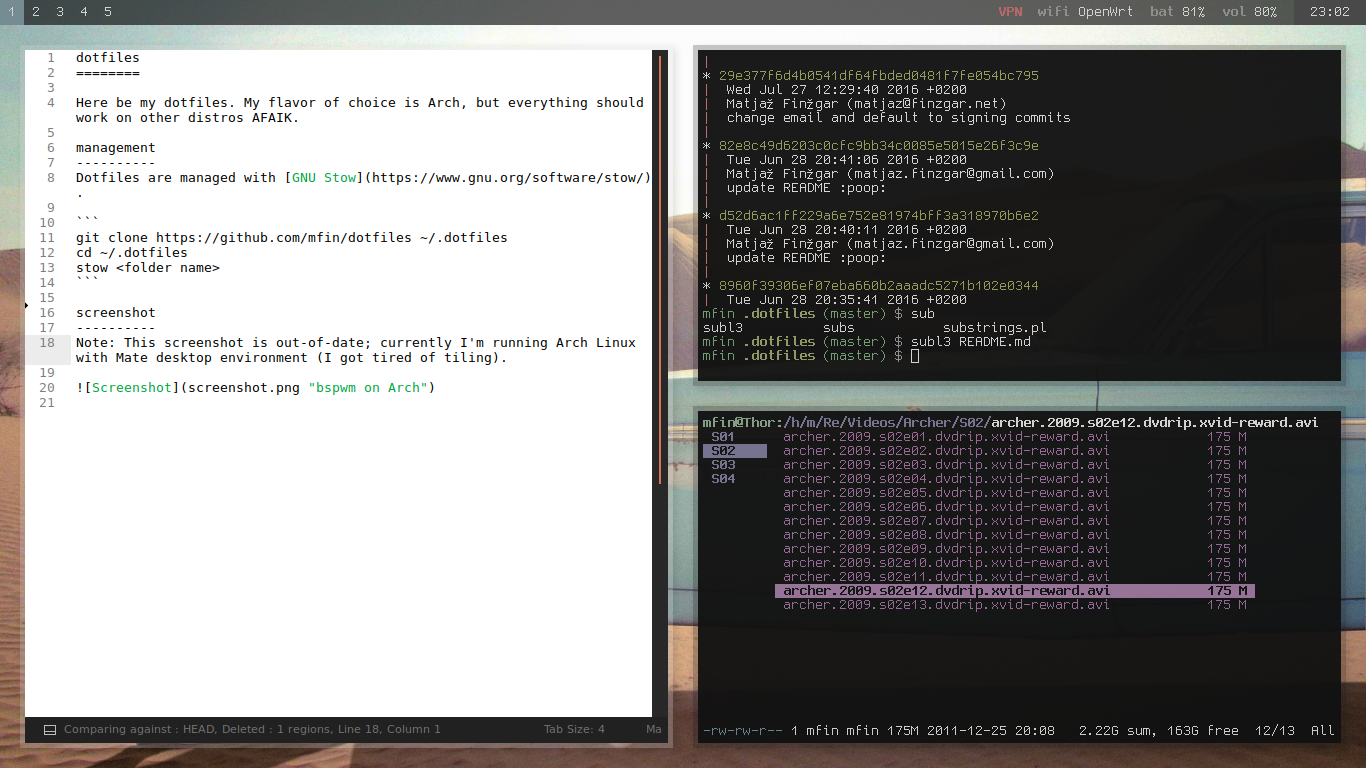 1 2 3 4 5 VPN wifi OpenWrt bat 81% vol 80% 23:02
1 dotfiles
2 ========
3
4 Here be my dotfiles. My flavor of choice is Arch, but everything should
work on other distros AFAIK.
5
6 management
7 ----------
8 Dotfiles are managed with [GNU Stow](https://www.gnu.org/software/stow/)
.
9
10 ```
11 git clone https://github.com/mfin/dotfiles ~/.dotfiles
12 cd ~/.dotfiles
13 stow <folder name>
14 ```
15
16 screenshot
17 ----------
18 Note: This screenshot is out-of-date; currently I'm running Arch Linux
with Mate desktop environment (I got tired of tiling).
19
20 ![Screenshot](screenshot.png "bspwm on Arch")
21
Comparing against : HEAD, Deleted : 1 regions, Line 18, Column 1 Tab Size: 4 Ma
|
* 29e377f6d4b0541df64fbded0481f7fe054bc795
| Wed Jul 27 12:29:40 2016 +0200
| Matjaž Finžgar (matjaz@finzgar.net)
| change email and default to signing commits
|
* 82e8c49d6203c0cfc9bb34c0085e5015e26f3c9e
| Tue Jun 28 20:41:06 2016 +0200
| Matjaž Finžgar (matjaz.finzgar@gmail.com)
| update README :poop:
|
* d52d6ac1ff229a6e752e81974bff3a318970b6e2
| Tue Jun 28 20:40:11 2016 +0200
| Matjaž Finžgar (matjaz.finzgar@gmail.com)
| update README :poop:
|
* 8960f39306ef07eba660b2aaadc5271b102e0344
| Tue Jun 28 20:35:41 2016 +0200
mfin .dotfiles (master) $ sub
subl3 subs substrings.pl
mfin .dotfiles (master) $ subl3 README.md
mfin .dotfiles (master) $
mfin@Thor:/h/m/Re/Videos/Archer/S02/archer.2009.s02e12.dvdrip.xvid-reward.avi
S01 archer.2009.s02e01.dvdrip.xvid-reward.avi 175 M
S02 archer.2009.s02e02.dvdrip.xvid-reward.avi 175 M
S03 archer.2009.s02e03.dvdrip.xvid-reward.avi 175 M
S04 archer.2009.s02e04.dvdrip.xvid-reward.avi 175 M
archer.2009.s02e05.dvdrip.xvid-reward.avi 175 M
archer.2009.s02e06.dvdrip.xvid-reward.avi 175 M
archer.2009.s02e07.dvdrip.xvid-reward.avi 175 M
archer.2009.s02e08.dvdrip.xvid-reward.avi 175 M
archer.2009.s02e09.dvdrip.xvid-reward.avi 175 M
archer.2009.s02e10.dvdrip.xvid-reward.avi 175 M
archer.2009.s02e11.dvdrip.xvid-reward.avi 175 M
archer.2009.s02e12.dvdrip.xvid-reward.avi 175 M
archer.2009.s02e13.dvdrip.xvid-reward.avi 175 M
-rw-rw-r-- 1 mfin mfin 175M 2011-12-25 20:08 2.22G sum, 163G free 12/13 All